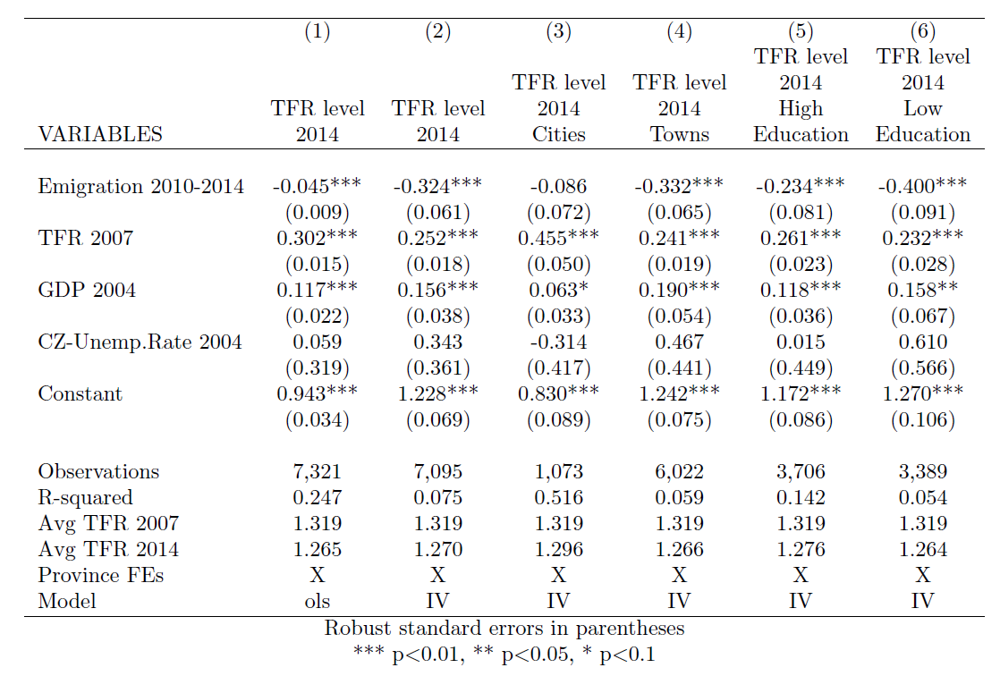 (1) (2) (3) (4) (5) (6)
TFR level TFR level
TFR level TFR level 2014 2014
TFR level TFR level 2014 2014 High Low
VARIABLES 2014 2014 Cities Towns Education Education
Emigration 2010-2014 -0.045*** -0.324*** -0.086 -0.332*** -0.234*** -0.400***
(0.009) (0.061) (0.072) (0.065) (0.081) (0.091)
TFR 2007 0.302*** 0.252*** 0.455*** 0.241*** 0.261*** 0.232***
(0.015) (0.018) (0.050) (0.019) (0.023) (0.028)
GDP 2004 0.117*** 0.156*** 0.063* 0.190*** 0.118*** 0.158**
(0.022) (0.038) (0.033) (0.054) (0.036) (0.067)
CZ-Unemp.Rate 2004 0.059 0.343 -0.314 0.467 0.015 0.610
(0.319) (0.361) (0.417) (0.441) (0.449) (0.566)
Constant 0.943*** 1.228*** 0.830*** 1.242*** 1.172*** 1.270***
(0.034) (0.069) (0.089) (0.075) (0.086) (0.106)
Observations 7,321 7,095 1,073 6,022 3,706 3,389
R-squared 0.247 0.075 0.516 0.059 0.142 0.054
Avg TFR 2007 1.319 1.319 1.319 1.319 1.319 1.319
Avg TFR 2014 1.265 1.270 1.296 1.266 1.276 1.264
Province FEs X X X X X X
Model ols IV IV IV IV IV
Robust standard errors in parentheses
*** p<0.01, ** p<0.05, * p<0.1